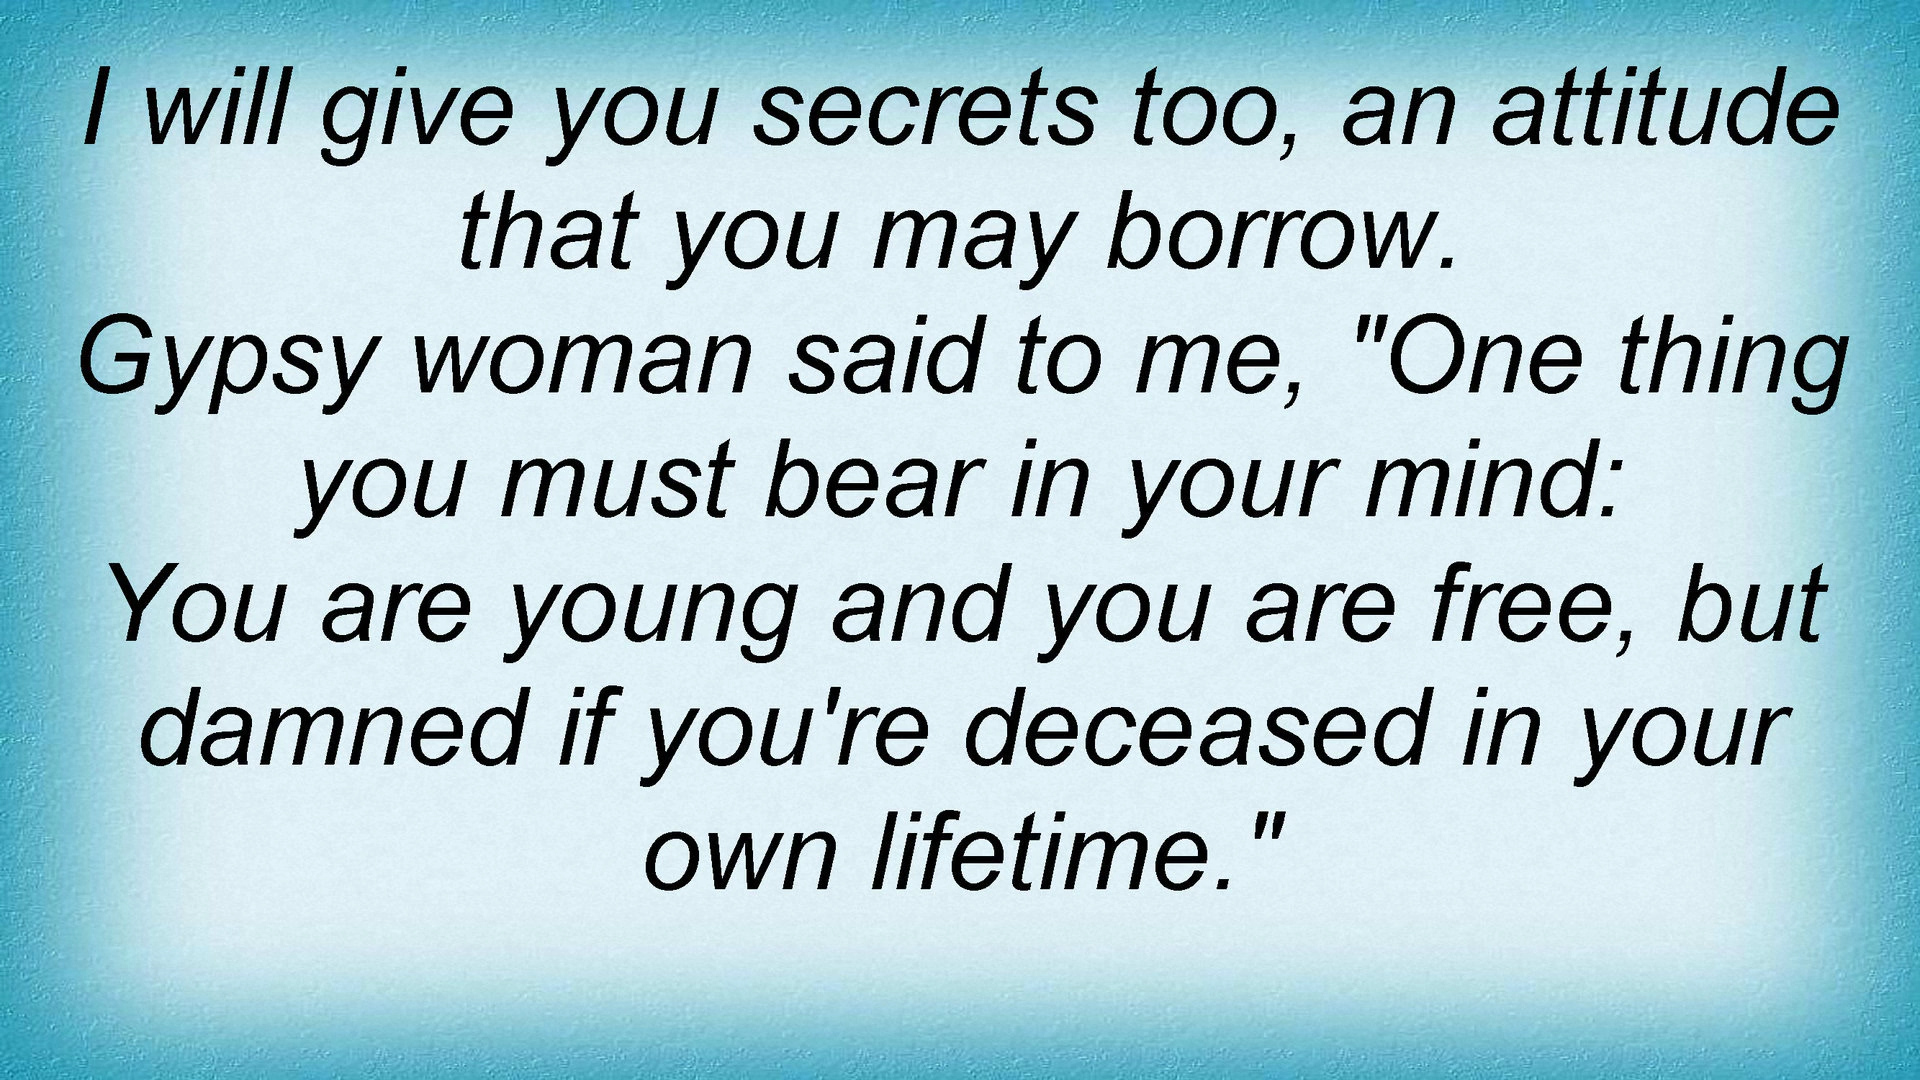 I will give you secrets too, an attitude
that you may borrow.
Gypsy woman said to me, "One thing
you must bear in your mind:
You are young and you are free, but
damned if you're deceased in your
own lifetime."